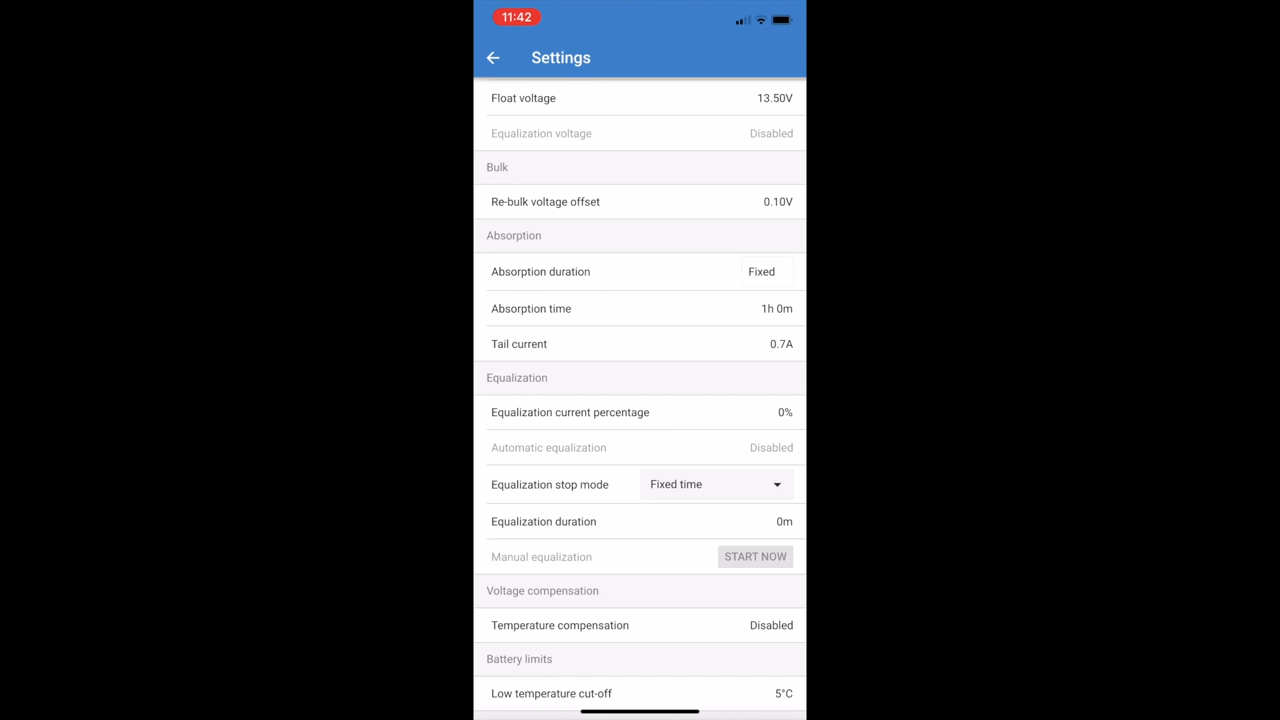 11:42
Settings
Float voltage 13.50V
Equalization voltage Disabled
Bulk
Re-bulk voltage offset 0.10V
Absorption
Absorption duration Fixed
Absorption time 1h 0m
Tail current 0.7A
Equalization
Equalization current percentage 0%
Automatic equalization Disabled
Equalization stop mode Fixed time
Equalization duration 0m
Manual equalization START NOW
Voltage compensation
Temperature compensation Disabled
Battery limits
Low temperature cut-off 5°C